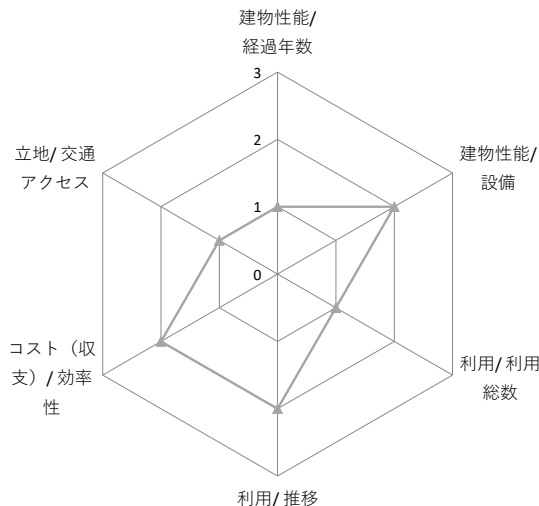 建物性能/
経過年数
3
立地/ 交通
アクセス
2
建物性能/
設備
1
0
コスト（収
支）/ 効率
性
利用/ 利用
総数
利用/ 推移